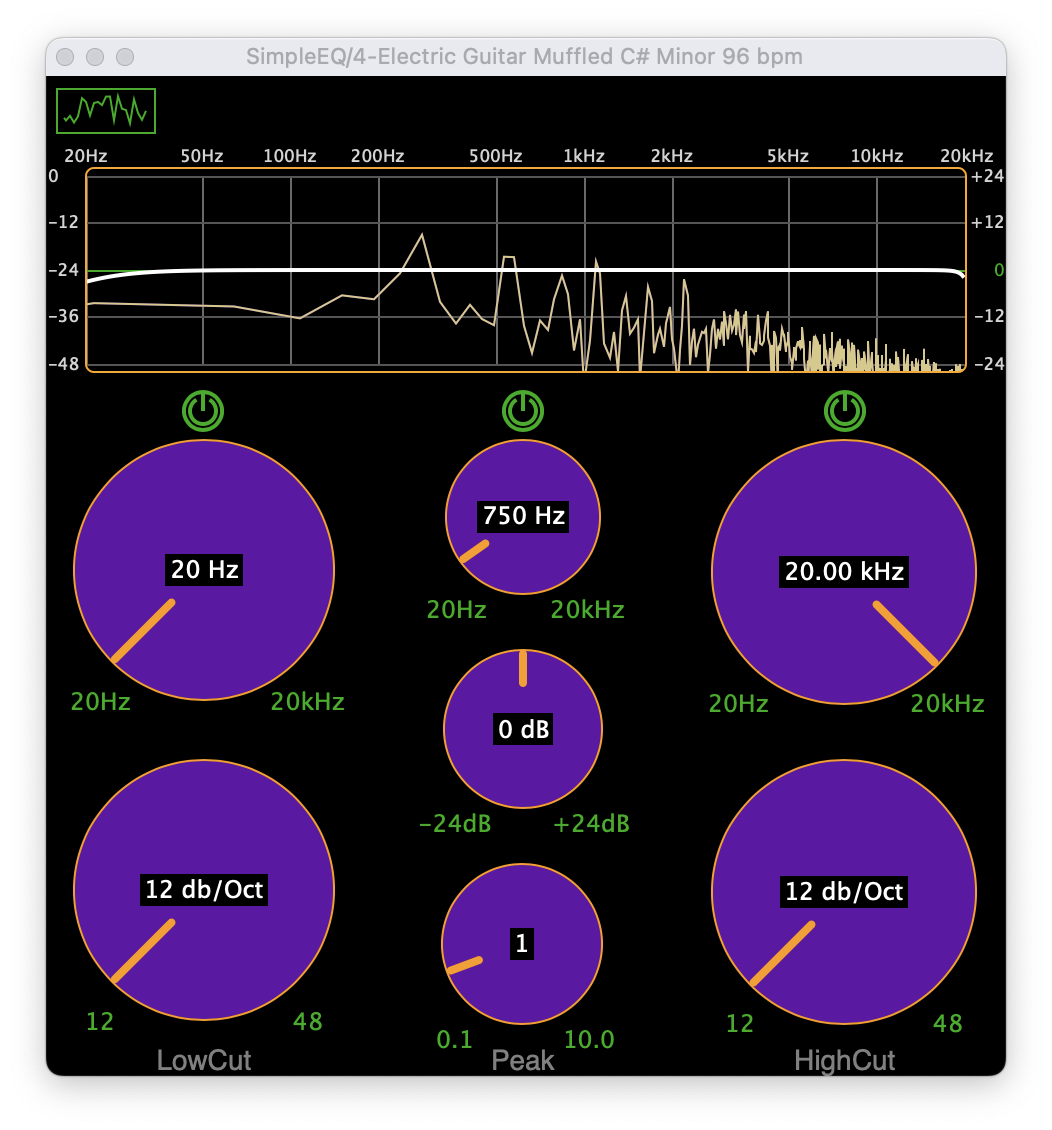 SimpleEQ/4-Electric Guitar Muffled C# Minor 96 bpm
20Hz 50Hz 100Hz 200Hz 500Hz 1kHz 2kHz 5kHz 10kHz 20kHz
0 +24
-12 +12
-24 0
-36 -12
-48 -24
750 Hz
20Hz 20kHz
20 Hz
20.00 kHz
20Hz 20kHz
20Hz 20kHz
0 dB
-24dB +24dB
12 db/Oct
12 db/Oct
1
12 48
12 48
0.1 10.0
LowCut Peak HighCut